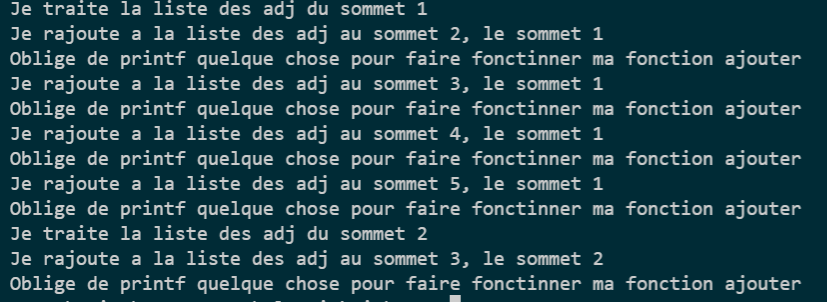 Je traite la liste des adj du sommet 1
Je rajoute a la liste des adj au sommet 2, le sommet 1
Oblige de printf quelque chose pour faire fonctinner ma fonction ajouter
Je rajoute a la liste des adj au sommet 3, le sommet 1
Oblige de printf quelque chose pour faire fonctinner ma fonction ajouter
Je rajoute a la liste des adj au sommet 4, le sommet 1
Oblige de printf quelque chose pour faire fonctinner ma fonction ajouter
Je rajoute a la liste des adj au sommet 5, le sommet 1
Oblige de printf quelque chose pour faire fonctinner ma fonction ajouter
Je traite la liste des adj du sommet 2
Je rajoute a la liste des adj au sommet 3, le sommet 2
Oblige de printf quelque chose pour faire fonctinner ma fonction ajouter